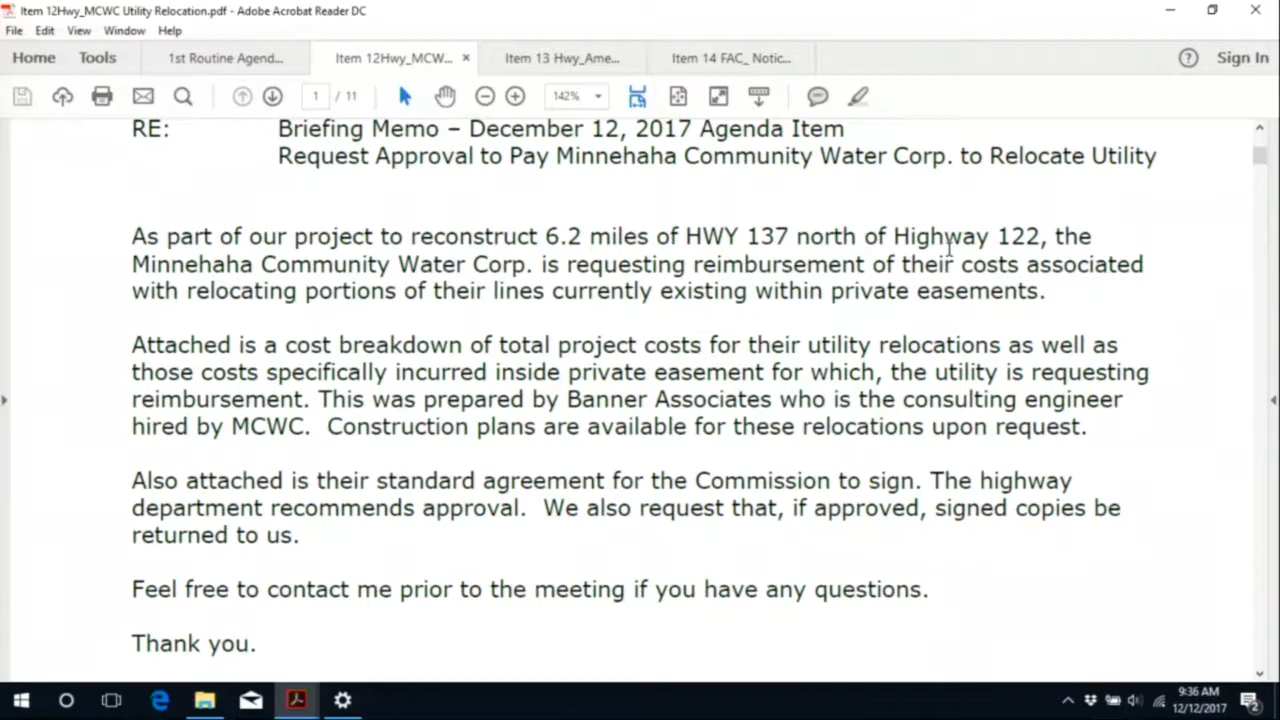 Item 12Hwy_MCWC Utility Relocation.pdf - Adobe Acrobat Reader DC
File Edit View Window Help
Home Tools 1st Routine Agend... Item 12Hwy_MCW... × Item 13 Hwy_Ame... Item 14 FAC_ Notic... Sign In
1 / 11 142%
RE: Briefing Memo – December 12, 2017 Agenda Item
Request Approval to Pay Minnehaha Community Water Corp. to Relocate Utility
As part of our project to reconstruct 6.2 miles of HWY 137 north of Highway 122, the
Minnehaha Community Water Corp. is requesting reimbursement of their costs associated
with relocating portions of their lines currently existing within private easements.
Attached is a cost breakdown of total project costs for their utility relocations as well as
those costs specifically incurred inside private easement for which, the utility is requesting
reimbursement. This was prepared by Banner Associates who is the consulting engineer
hired by MCWC.  Construction plans are available for these relocations upon request.
Also attached is their standard agreement for the Commission to sign. The highway
department recommends approval.  We also request that, if approved, signed copies be
returned to us.
Feel free to contact me prior to the meeting if you have any questions.
Thank you.
9:36 AM
12/12/2017
2